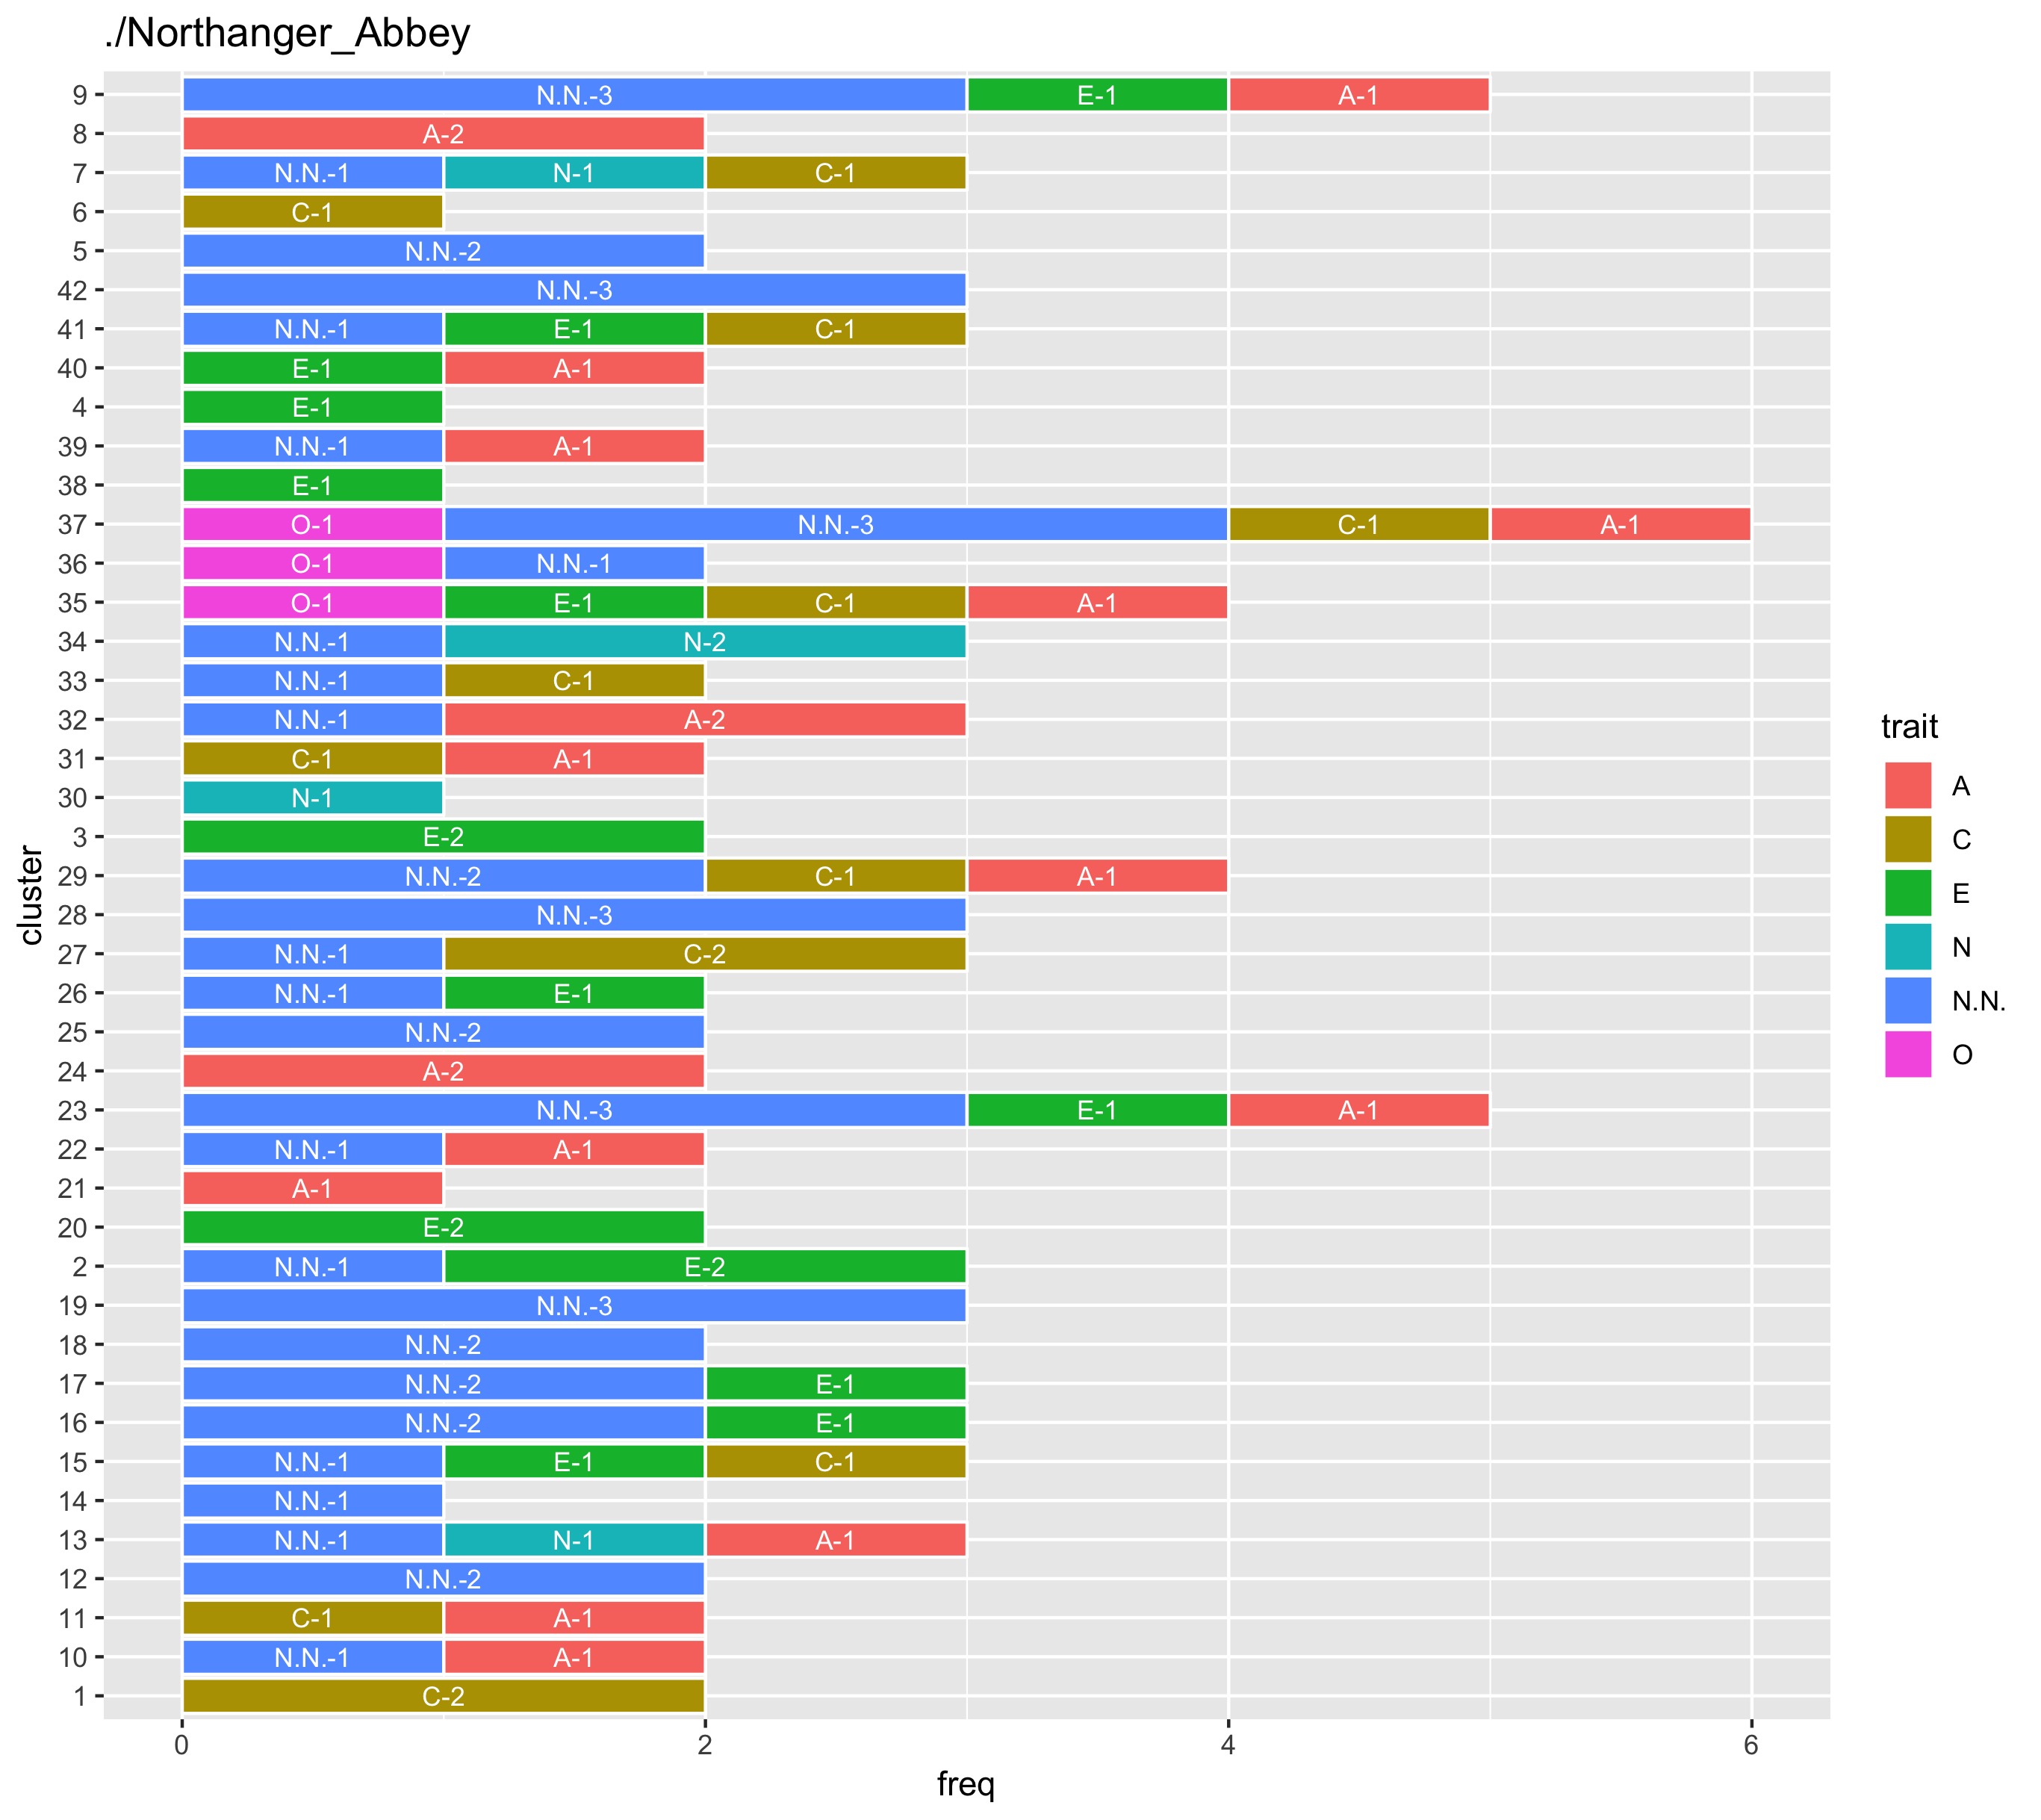 ./Northanger_Abbey
9 N.N.-3 E-1 A-1
8 A-2
7 N.N.-1 N-1 C-1
6 C-1
5 N.N.-2
42 N.N.-3
41 N.N.-1 E-1 C-1
40 E-1 A-1
4 E-1
39 N.N.-1 A-1
38 E-1
37 O-1 N.N.-3 C-1 A-1
36 O-1 N.N.-1
35 O-1 E-1 C-1 A-1
34 N.N.-1 N-2
33 N.N.-1 C-1
32 N.N.-1 A-2
31 C-1 A-1
30 N-1
3 E-2
29 N.N.-2 C-1 A-1
28 N.N.-3
27 N.N.-1 C-2
26 N.N.-1 E-1
25 N.N.-2
24 A-2
23 N.N.-3 E-1 A-1
22 N.N.-1 A-1
21 A-1
20 E-2
2 N.N.-1 E-2
19 N.N.-3
18 N.N.-2
17 N.N.-2 E-1
16 N.N.-2 E-1
15 N.N.-1 E-1 C-1
14 N.N.-1
13 N.N.-1 N-1 A-1
12 N.N.-2
11 C-1 A-1
10 N.N.-1 A-1
1 C-2
0 2 4 6
freq
cluster
trait
A
C
E
N
N.N.
O